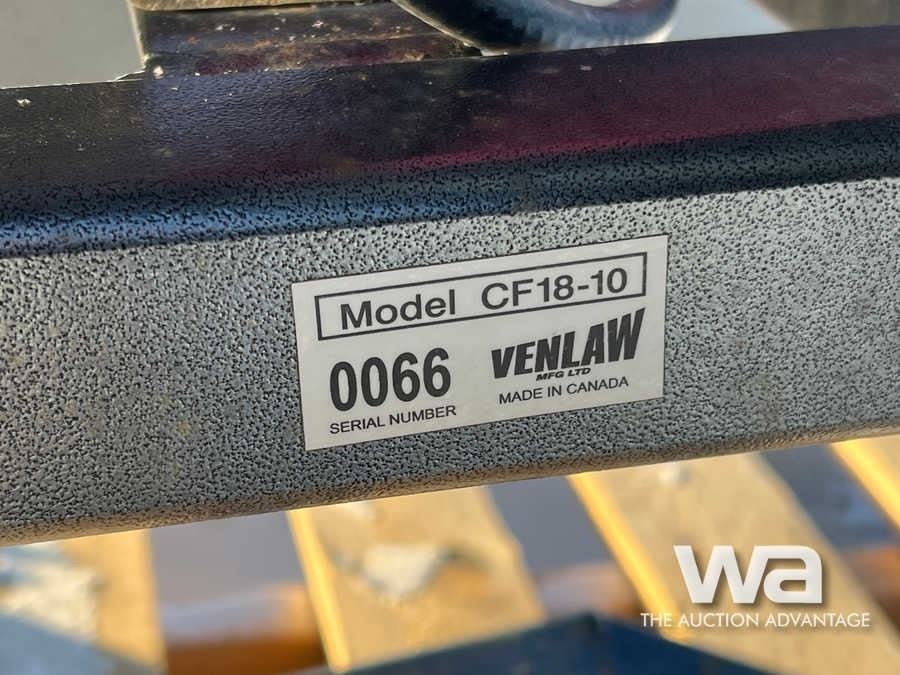 Model CF18-10
0066
SERIAL NUMBER
VENLAW
MFG LTD
MADE IN CANADA
wa
THE AUCTION ADVANTAGE